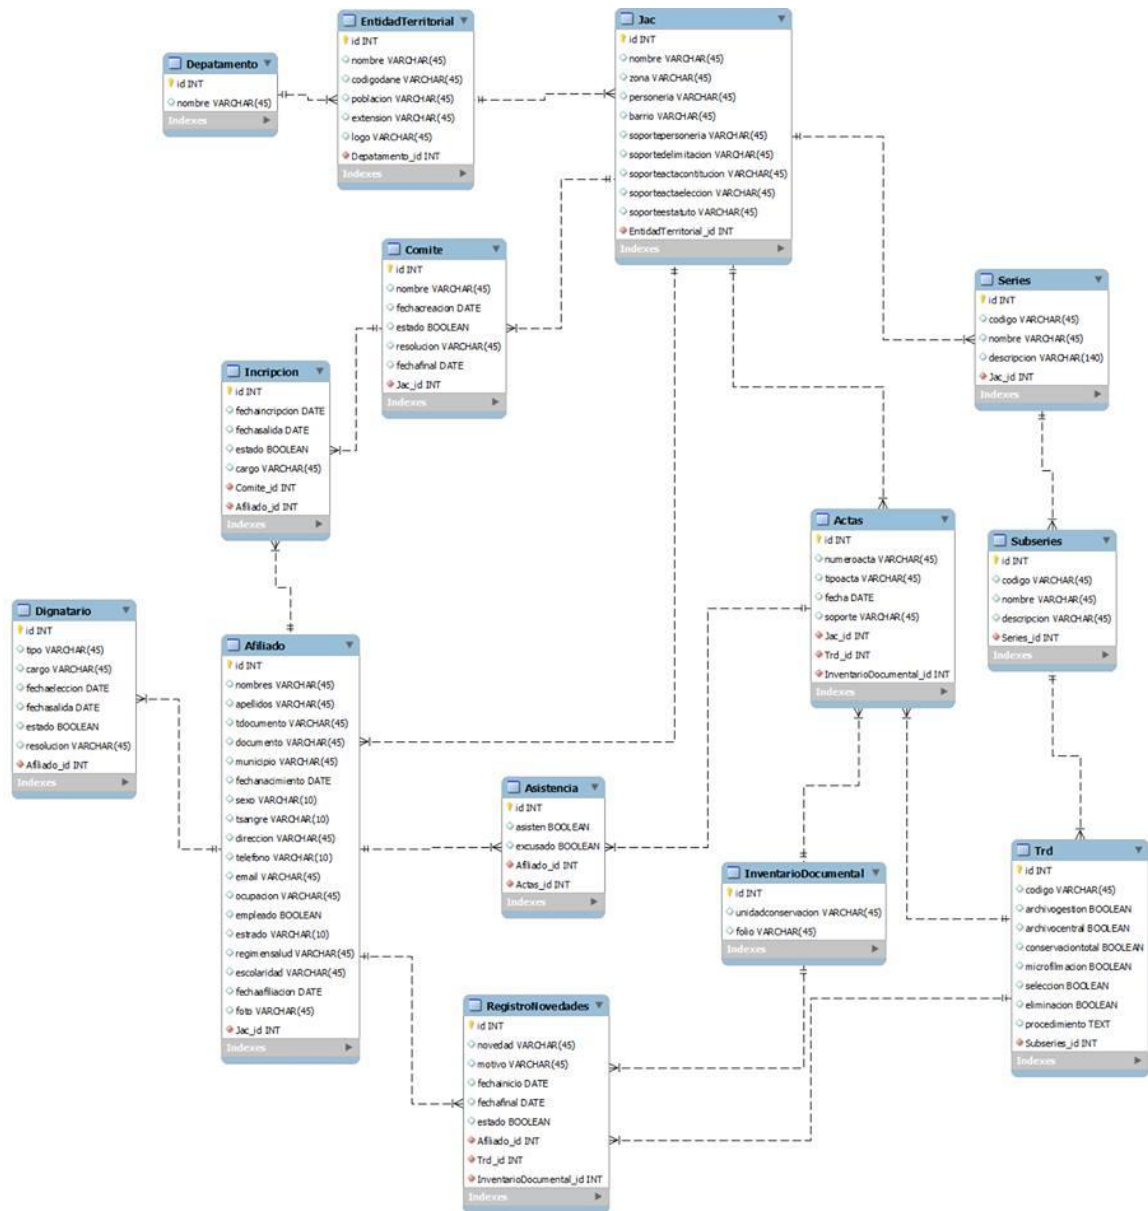 Depatamento
id INT
nombre VARCHAR(45)
Indexes
EntidadTerritorial
id INT
nombre VARCHAR(45)
codigodane VARCHAR(45)
poblacion VARCHAR(45)
extension VARCHAR(45)
logo VARCHAR(45)
Depatamento_id INT
Indexes
Jac
id INT
nombre VARCHAR(45)
zona VARCHAR(45)
personeria VARCHAR(45)
barrio VARCHAR(45)
soportepersoneria VARCHAR(45)
soportedelimitacion VARCHAR(45)
soporteactacontitucion VARCHAR(45)
soporteactaeleccion VARCHAR(45)
soporteestatuto VARCHAR(45)
EntidadTerritorial_id INT
Indexes
Comite
id INT
nombre VARCHAR(45)
fechacreacion DATE
estado BOOLEAN
resolucion VARCHAR(45)
fechafinal DATE
Jac_id INT
Indexes
Series
id INT
codigo VARCHAR(45)
nombre VARCHAR(45)
descripcion VARCHAR(140)
Jac_id INT
Indexes
Incripcion
id INT
fechaincripcion DATE
fechasalida DATE
estado BOOLEAN
cargo VARCHAR(45)
Comite_id INT
Afiliado_id INT
Indexes
Actas
id INT
numeroacta VARCHAR(45)
tipoacta VARCHAR(45)
fecha DATE
soporte VARCHAR(45)
Jac_id INT
Trd_id INT
InventarioDocumental_id INT
Indexes
Subseries
id INT
codigo VARCHAR(45)
nombre VARCHAR(45)
descripcion VARCHAR(45)
Series_id INT
Indexes
Dignatario
id INT
tipo VARCHAR(45)
cargo VARCHAR(45)
fechaeleccion DATE
fechasalida DATE
estado BOOLEAN
resolucion VARCHAR(45)
Afiliado_id INT
Indexes
Afiliado
id INT
nombres VARCHAR(45)
apellidos VARCHAR(45)
tdocumento VARCHAR(45)
documento VARCHAR(45)
municipio VARCHAR(45)
fechanacimiento DATE
sexo VARCHAR(10)
tsangre VARCHAR(10)
direccion VARCHAR(45)
telefono VARCHAR(10)
email VARCHAR(45)
ocupacion VARCHAR(45)
empleado BOOLEAN
estrado VARCHAR(10)
regimensalud VARCHAR(45)
escolaridad VARCHAR(45)
fechaafiliacion DATE
foto VARCHAR(45)
Jac_id INT
Indexes
Asistencia
id INT
asisten BOOLEAN
excusado BOOLEAN
Afiliado_id INT
Actas_id INT
Indexes
InventarioDocumental
id INT
unidadconservacion VARCHAR(45)
folio VARCHAR(45)
Indexes
Trd
id INT
codigo VARCHAR(45)
archivogestion BOOLEAN
archivocentral BOOLEAN
conservaciontotal BOOLEAN
microfilmacion BOOLEAN
seleccion BOOLEAN
eliminacion BOOLEAN
procedimiento TEXT
Subseries_id INT
Indexes
RegistroNovedades
id INT
novedad VARCHAR(45)
motivo VARCHAR(45)
fechainicio DATE
fechafinal DATE
estado BOOLEAN
Afiliado_id INT
Trd_id INT
InventarioDocumental_id INT
Indexes